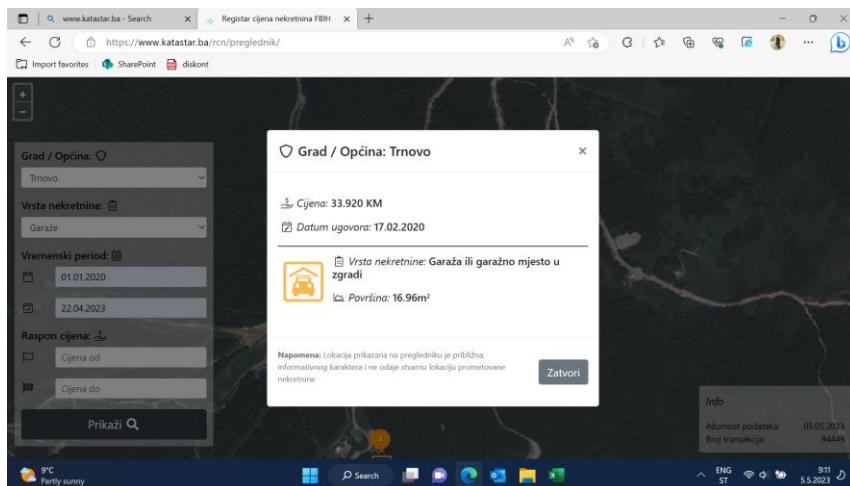 www.katastar.ba - Search
Registar cijena nekretnina FBIH -
https://www.katastar.ba/rcn/preglednik/
Import favorites SharePoint diskont
+
-
Grad / Općina:
Trnovo
Vrsta nekretnine:
Garaže
Vremenski period:
01.01.2020
22.04.2023
Raspon cijena:
Cijena od
Cijena do
Prikaži
Grad / Općina: Trnovo
Cijena: 33.920 KM
Datum ugovora: 17.02.2020
Vrsta nekretnine: Garaža ili garažno mjesto u
zgradi
Površina: 16.96m²
Napomena: Lokacija prikazana na pregledniku je približna,
informativnog karaktera i ne odaje stvarnu lokaciju prometovane
nekretnine
Zatvori
2
Info
Ažurnost podataka: 05.05.2023
Broj transakcija: 94449
9°C
Partly sunny
Search
ENG
ST
9:11
5.5.2023